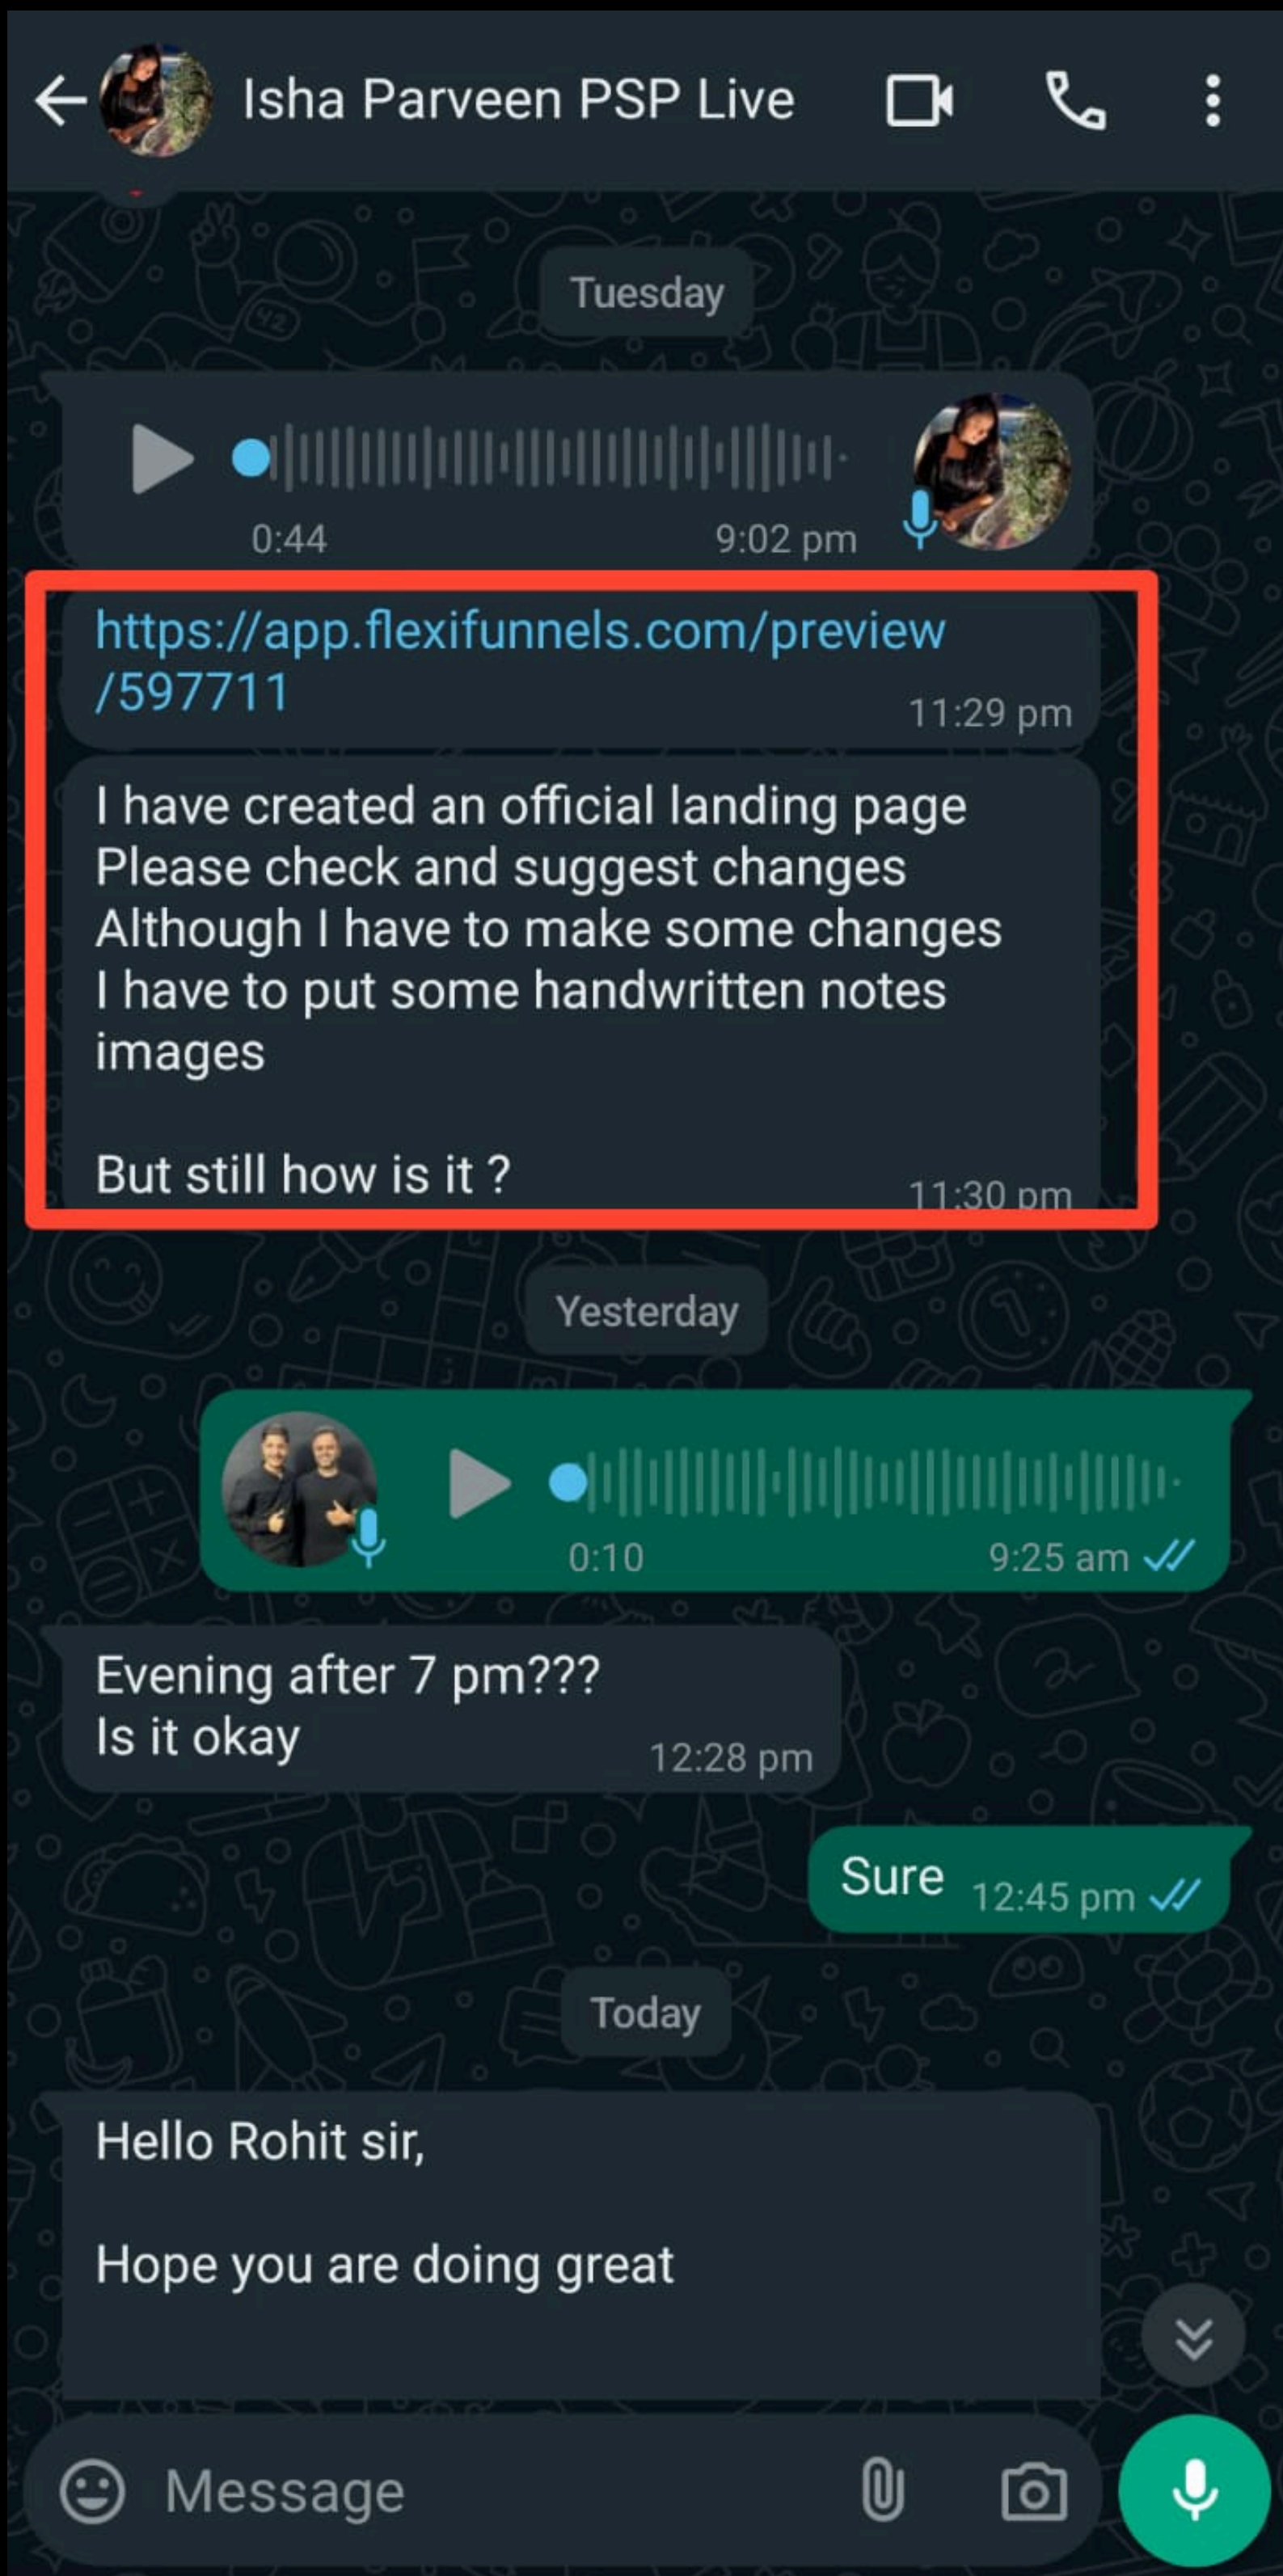 Isha Parveen PSP Live
Tuesday
0:44 9:02 pm
https://app.flexifunnels.com/preview
/597711
11:29 pm
I have created an official landing page
Please check and suggest changes
Although I have to make some changes
I have to put some handwritten notes
images
But still how is it ?
11:30 pm
Yesterday
0:10 9:25 am
Evening after 7 pm???
Is it okay
12:28 pm
Sure 12:45 pm
Today
Hello Rohit sir,
Hope you are doing great
Message